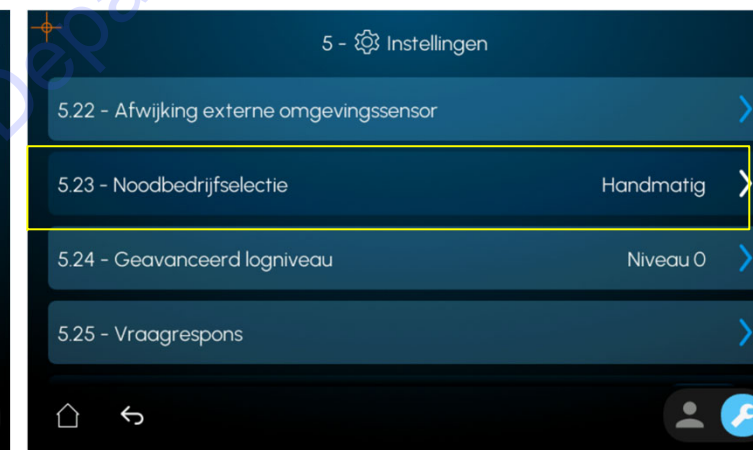 5 - Instellingen
5.22 - Afwijking externe omgevingssensor
5.23 - Noodbedrijfselectie Handmatig
5.24 - Geavanceerd logniveau Niveau 0
5.25 - Vraagrespons